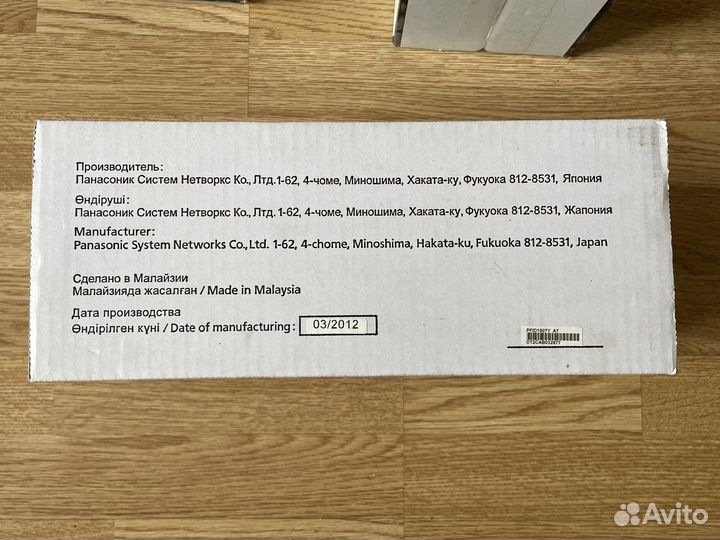 Производитель:
Панасоник Систем Нетворкс Ко., Лтд.1-62, 4-чоме, Миношима, Хаката-ку, Фукуока 812-8531, Япония
Өндіруші:
Панасоник Систем Нетворкс Ко., Лтд.1-62, 4-чоме, Миношима, Хаката-ку, Фукуока 812-8531, Жапония
Manufacturer:
Panasonic System Networks Co., Ltd. 1-62, 4-chome, Minoshima, Hakata-ku, Fukuoka 812-8531, Japan
Сделано в Малайзии
Малайзияда жасалған / Made in Malaysia
Дата производства
Өндірілген күні / Date of manufacturing: 03/2012
PFID1007Y A7
OT2CAB032877
Avito